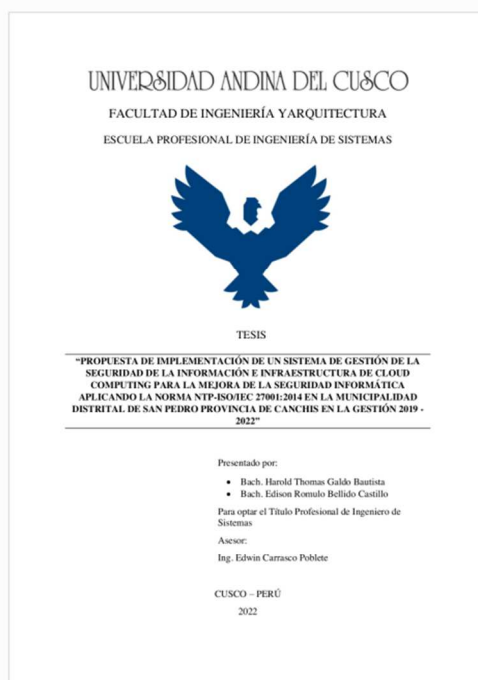 UNIVERSIDAD ANDINA DEL CUSCO
FACULTAD DE INGENIERÍA YARQUITECTURA
ESCUELA PROFESIONAL DE INGENIERÍA DE SISTEMAS
TESIS
“PROPUESTA DE IMPLEMENTACIÓN DE UN SISTEMA DE GESTIÓN DE LA
SEGURIDAD DE LA INFORMACIÓN E INFRAESTRUCTURA DE CLOUD
COMPUTING PARA LA MEJORA DE LA SEGURIDAD INFORMÁTICA
APLICANDO LA NORMA NTP-ISO/IEC 27001:2014 EN LA MUNICIPALIDAD
DISTRITAL DE SAN PEDRO PROVINCIA DE CANCHIS EN LA GESTIÓN 2019 -
2022”
Presentado por:
• Bach. Harold Thomas Galdo Bautista
• Bach. Edison Romulo Bellido Castillo
Para optar el Título Profesional de Ingeniero de
Sistemas
Asesor:
Ing. Edwin Carrasco Poblete
CUSCO – PERÚ
2022